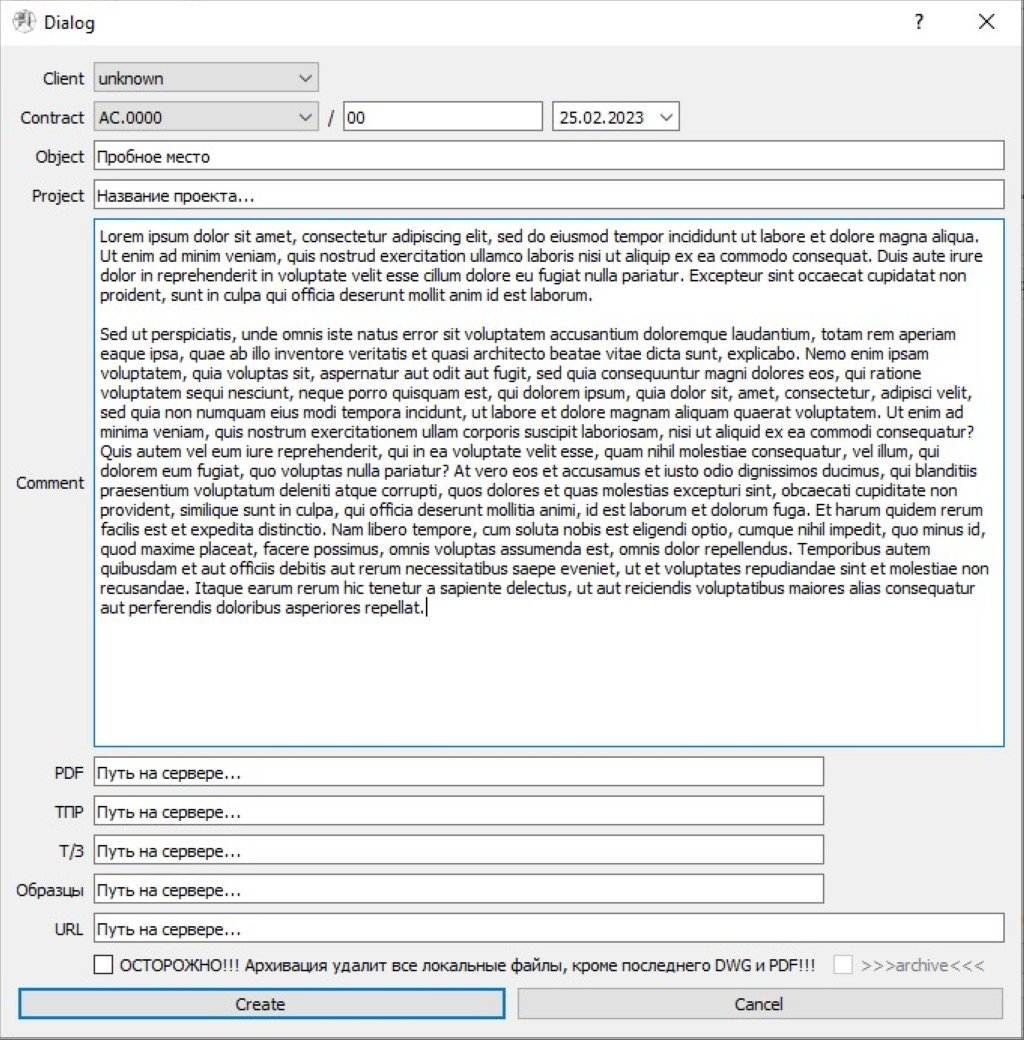 Dialog ?
Client unknown
Contract AC.0000 / 00 25.02.2023
Object Пробное место
Project Название проекта...
Lorem ipsum dolor sit amet, consectetur adipiscing elit, sed do eiusmod tempor incididunt ut labore et dolore magna aliqua.
Ut enim ad minim veniam, quis nostrud exercitation ullamco laboris nisi ut aliquip ex ea commodo consequat. Duis aute irure
dolor in reprehenderit in voluptate velit esse cillum dolore eu fugiat nulla pariatur. Excepteur sint occaecat cupidatat non
proident, sunt in culpa qui officia deserunt mollit anim id est laborum.
Sed ut perspiciatis, unde omnis iste natus error sit voluptatem accusantium doloremque laudantium, totam rem aperiam
eaque ipsa, quae ab illo inventore veritatis et quasi architecto beatae vitae dicta sunt, explicabo. Nemo enim ipsam
voluptatem, quia voluptas sit, aspernatur aut odit aut fugit, sed quia consequuntur magni dolores eos, qui ratione
voluptatem sequi nesciunt, neque porro quisquam est, qui dolorem ipsum, quia dolor sit, amet, consectetur, adipisci velit,
sed quia non numquam eius modi tempora incidunt, ut labore et dolore magnam aliquam quaerat voluptatem. Ut enim ad
minima veniam, quis nostrum exercitationem ullam corporis suscipit laboriosam, nisi ut aliquid ex ea commodi consequatur?
Quis autem vel eum iure reprehenderit, qui in ea voluptate velit esse, quam nihil molestiae consequatur, vel illum, qui
dolorem eum fugiat, quo voluptas nulla pariatur? At vero eos et accusamus et iusto odio dignissimos ducimus, qui blanditiis
Comment
praesentium voluptatum deleniti atque corrupti, quos dolores et quas molestias excepturi sint, obcaecati cupiditate non
provident, similique sunt in culpa, qui officia deserunt mollitia animi, id est laborum et dolorum fuga. Et harum quidem rerum
facilis est et expedita distinctio. Nam libero tempore, cum soluta nobis est eligendi optio, cumque nihil impedit, quo minus id,
quod maxime placeat, facere possimus, omnis voluptas assumenda est, omnis dolor repellendus. Temporibus autem
quibusdam et aut officiis debitis aut rerum necessitatibus saepe eveniet, ut et voluptates repudiandae sint et molestiae non
recusandae. Itaque earum rerum hic tenetur a sapiente delectus, ut aut reiciendis voluptatibus maiores alias consequatur
aut perferendis doloribus asperiores repellat.
PDF Путь на сервере...
ТПР Путь на сервере...
Т/З Путь на сервере...
Образцы Путь на сервере...
URL Путь на сервере...
ОСТОРОЖНО!!! Архивация удалит все локальные файлы, кроме последнего DWG и PDF!!! >>>archive<<<
Create Cancel